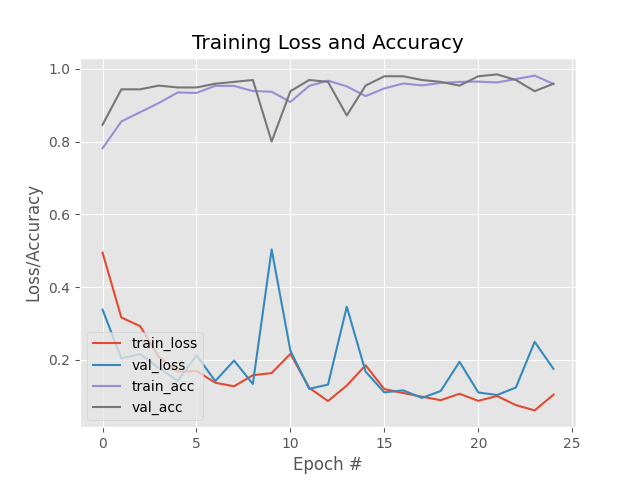 Training Loss and Accuracy
1.0
0.8
0.6
0.4
0.2
Loss/Accuracy
train_loss
val_loss
train_acc
val_acc
0 5 10 15 20 25
Epoch #